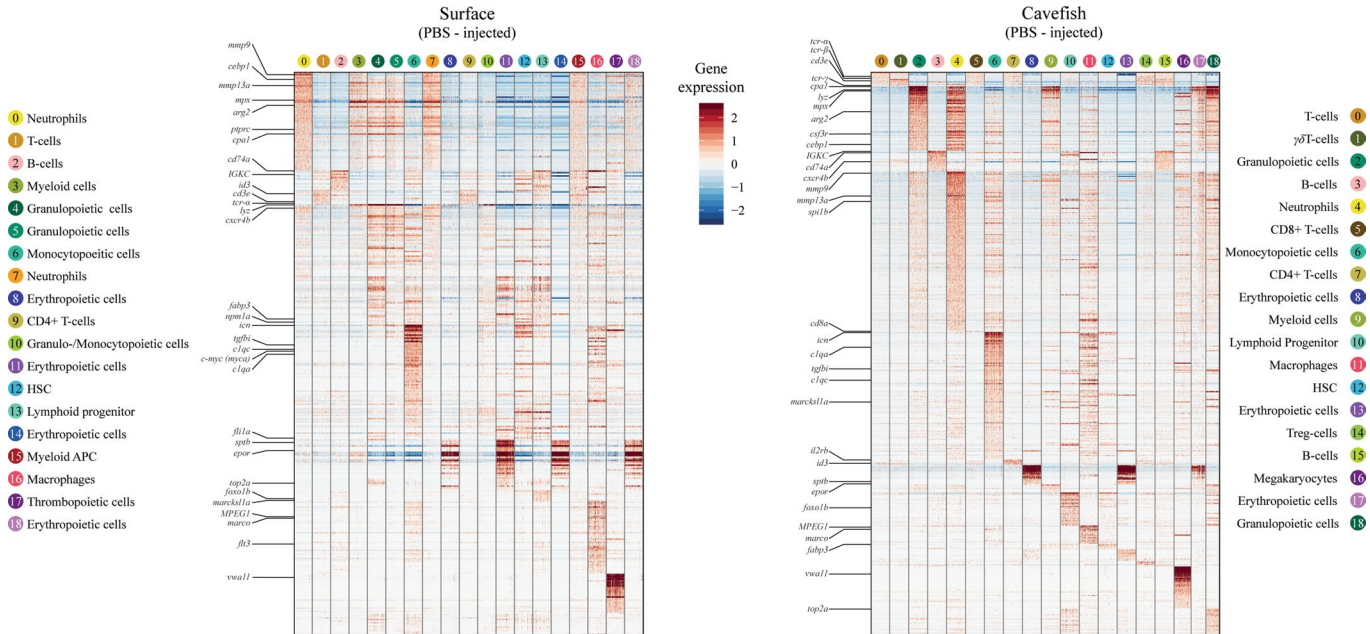 Surface
(PBS - injected)
mmp9
cebp1
mmp13a
mpx
arg2
ptprc
cpa1
cd74a
IGKC
id3
cd3e
tcr-α
lyz
cxcr4b
fabp3
npm1a
icn
tgfbi
c1qc
c-myc (myca)
c1qa
fli1a
sptb
epor
top2a
foxo1b
marcksl1a
MPEG1
marco
flt3
vwa11
0 1 2 3 4 5 6 7 8 9 10 11 12 13 14 15 16 17 18
0 Neutrophils
1 T-cells
2 B-cells
3 Myeloid cells
4 Granulopoietic cells
5 Granulopoietic cells
6 Monocytopoeitic cells
7 Neutrophils
8 Erythropoietic cells
9 CD4+ T-cells
10 Granulo-/Monocytopoietic cells
11 Erythropoietic cells
12 HSC
13 Lymphoid progenitor
14 Erythropoietic cells
15 Myeloid APC
16 Macrophages
17 Thrombopoietic cells
18 Erythropoietic cells
Gene
expression
2
1
0
−1
−2
Cavefish
(PBS - injected)
tcr-α
tcr-β
cd3e
tcr-γ
cpa1
lyz
mpx
arg2
csf3r
cebp1
IGKC
cd74a
cxcr4b
mmp9
mmp13a
spi1b
cd8a
icn
c1qa
tgfbi
c1qc
marcksl1a
il2rb
id3
sptb
epor
foxo1b
MPEG1
marco
fabp3
vwa11
top2a
0 1 2 3 4 5 6 7 8 9 10 11 12 13 14 15 16 17 18
T-cells 0
γδT-cells 1
Granulopoietic cells 2
B-cells 3
Neutrophils 4
CD8+ T-cells 5
Monocytopoietic cells 6
CD4+ T-cells 7
Erythropoietic cells 8
Myeloid cells 9
Lymphoid Progenitor 10
Macrophages 11
HSC 12
Erythropoietic cells 13
Treg-cells 14
B-cells 15
Megakaryocytes 16
Erythropoietic cells 17
Granulopoietic cells 18